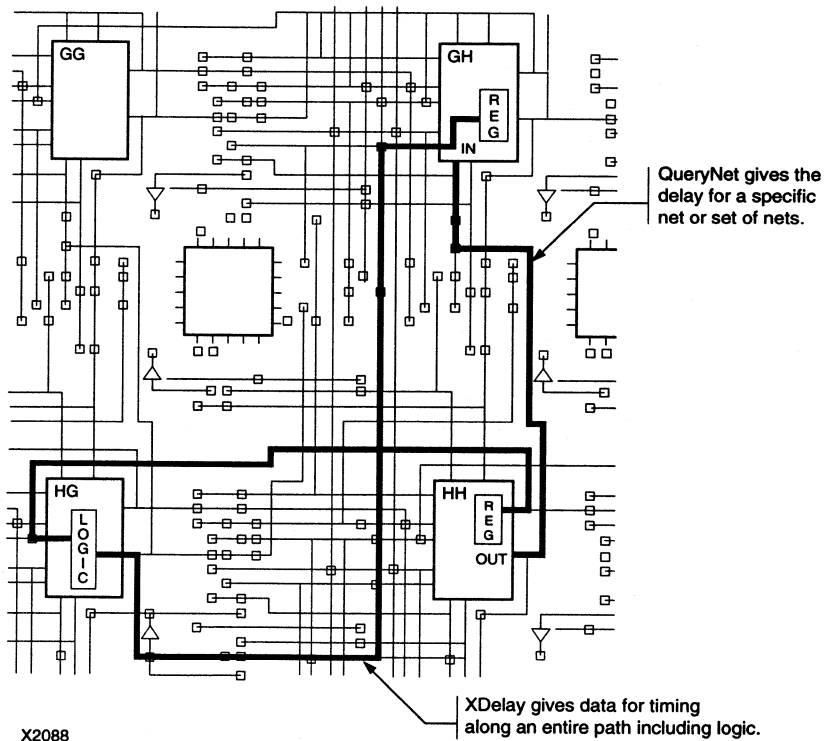 GG
GH
REG
IN
QueryNet gives the
delay for a specific
net or set of nets.
HG
LOGIC
HH
REG
OUT
XDelay gives data for timing
along an entire path including logic.
X2088